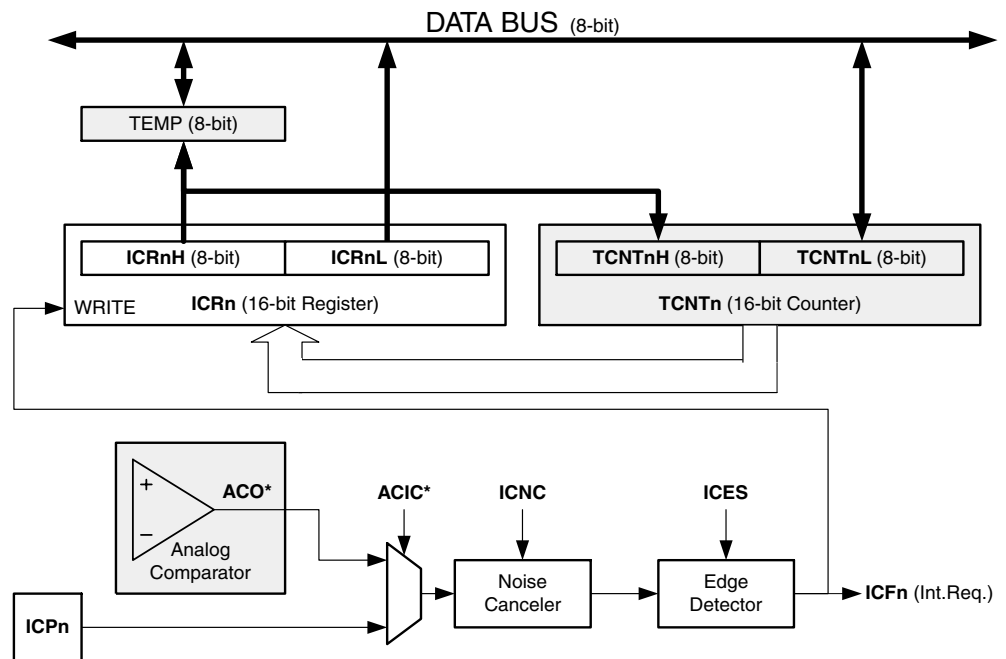 DATA BUS (8-bit)
TEMP (8-bit)
ICRnH (8-bit)
ICRnL (8-bit)
TCNTnH (8-bit)
TCNTnL (8-bit)
WRITE
ICRn (16-bit Register)
TCNTn (16-bit Counter)
+
−
ACO*
Analog
Comparator
ACIC*
ICNC
ICES
Noise
Canceler
Edge
Detector
ICFn (Int.Req.)
ICPn